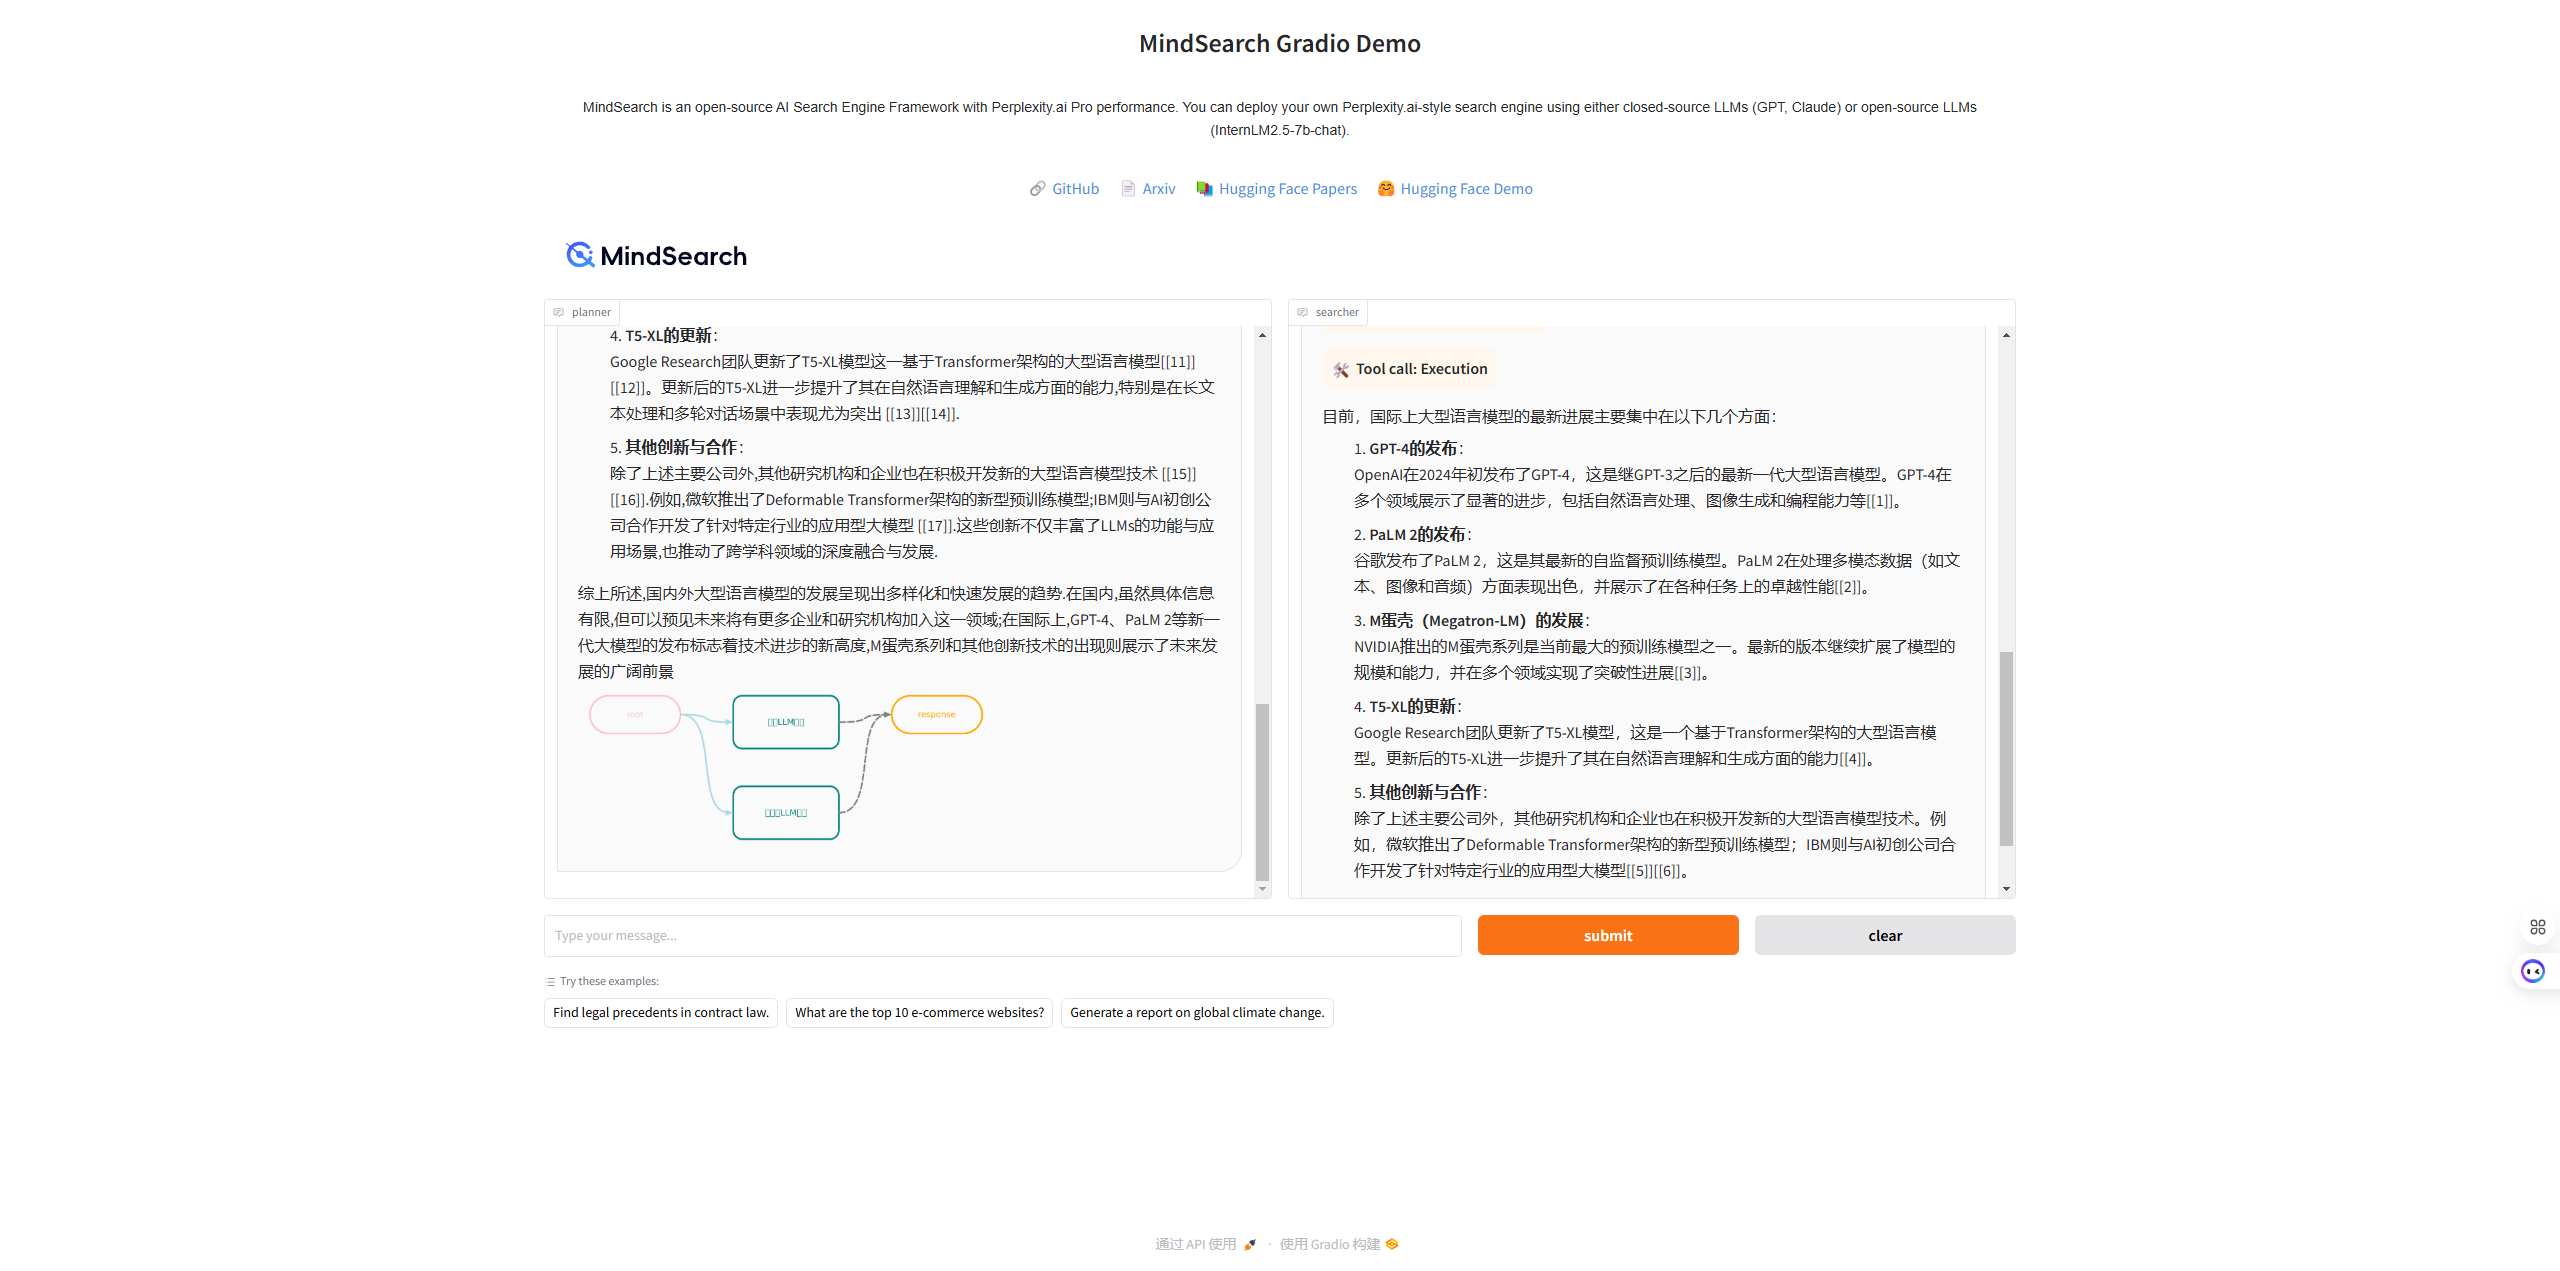 MindSearch Gradio Demo
MindSearch is an open-source AI Search Engine Framework with Perplexity.ai Pro performance. You can deploy your own Perplexity.ai-style search engine using either closed-source LLMs (GPT, Claude) or open-source LLMs
(InternLM2.5-7b-chat).
GitHub Arxiv Hugging Face Papers Hugging Face Demo
MindSearch
planner
4. T5-XL的更新：
Google Research团队更新了T5-XL模型这一基于Transformer架构的大型语言模型[[11]]
[[12]]。更新后的T5-XL进一步提升了其在自然语言理解和生成方面的能力,特别是在长文
本处理和多轮对话场景中表现尤为突出 [[13]][[14]].
5. 其他创新与合作：
除了上述主要公司外,其他研究机构和企业也在积极开发新的大型语言模型技术 [[15]]
[[16]].例如,微软推出了Deformable Transformer架构的新型预训练模型;IBM则与AI初创公
司合作开发了针对特定行业的应用型大模型 [[17]].这些创新不仅丰富了LLMs的功能与应
用场景,也推动了跨学科领域的深度融合与发展.
综上所述,国内外大型语言模型的发展呈现出多样化和快速发展的趋势.在国内,虽然具体信息
有限,但可以预见未来将有更多企业和研究机构加入这一领域;在国际上,GPT-4、PaLM 2等新一
代大模型的发布标志着技术进步的新高度,M蛋壳系列和其他创新技术的出现则展示了未来发
展的广阔前景
root
LLM
response
LLM
searcher
Tool call: Execution
目前，国际上大型语言模型的最新进展主要集中在以下几个方面：
1. GPT-4的发布：
OpenAI在2024年初发布了GPT-4，这是继GPT-3之后的最新一代大型语言模型。GPT-4在
多个领域展示了显著的进步，包括自然语言处理、图像生成和编程能力等[[1]]。
2. PaLM 2的发布：
谷歌发布了PaLM 2，这是其最新的自监督预训练模型。PaLM 2在处理多模态数据（如文
本、图像和音频）方面表现出色，并展示了在各种任务上的卓越性能[[2]]。
3. M蛋壳（Megatron-LM）的发展：
NVIDIA推出的M蛋壳系列是当前最大的预训练模型之一。最新的版本继续扩展了模型的
规模和能力，并在多个领域实现了突破性进展[[3]]。
4. T5-XL的更新：
Google Research团队更新了T5-XL模型，这是一个基于Transformer架构的大型语言模
型。更新后的T5-XL进一步提升了其在自然语言理解和生成方面的能力[[4]]。
5. 其他创新与合作：
除了上述主要公司外，其他研究机构和企业也在积极开发新的大型语言模型技术。例
如，微软推出了Deformable Transformer架构的新型预训练模型；IBM则与AI初创公司合
作开发了针对特定行业的应用型大模型[[5]][[6]]。
Type your message...
submit
clear
Try these examples:
Find legal precedents in contract law.
What are the top 10 e-commerce websites?
Generate a report on global climate change.
通过 API 使用 · 使用 Gradio 构建